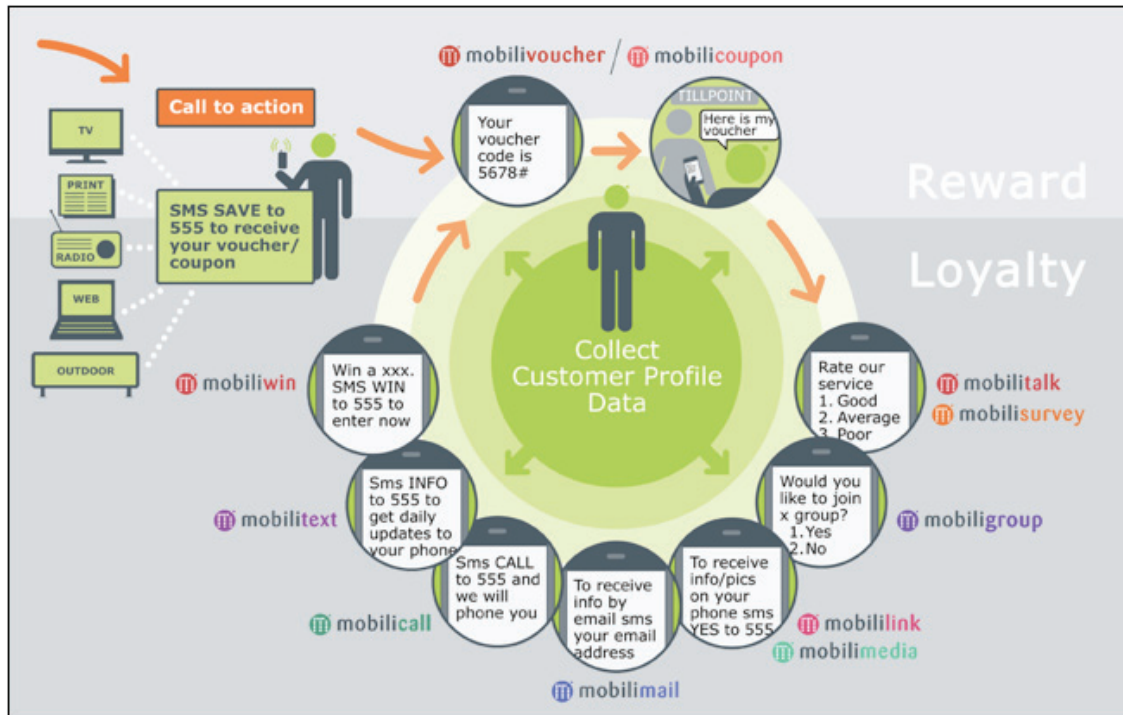 mobilivoucher / mobilicoupon
Call to action
TV
PRINT
RADIO
WEB
OUTDOOR
SMS SAVE to
555 to receive
your voucher/
coupon
Your
voucher
code is
5678#
TILLPOINT
Here is my
voucher
Reward
Loyalty
Collect
Customer Profile
Data
Rate our
service
1. Good
2. Average
3. Poor
mobilitalk
mobilisurvey
Would you
like to join
x group?
1. Yes
2. No
mobiligroup
To receive
info/pics
on your
phone sms
YES to 555
mobililink
mobilimedia
To receive
info by
email sms
your email
address
mobilimail
Sms CALL
to 555 and
we will
phone you
mobilicall
Sms INFO
to 555 to
get daily
updates to
your phone
mobilitext
Win a xxx.
SMS WIN
to 555 to
enter now
mobiliwin